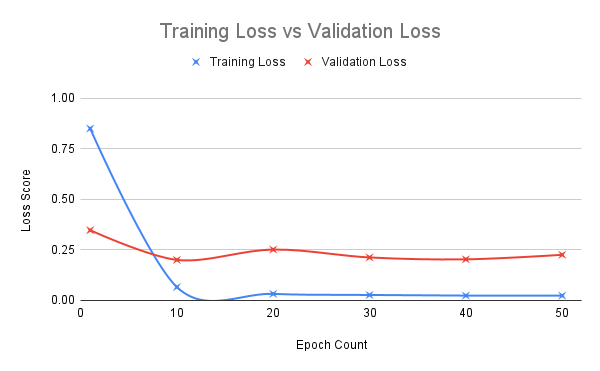 Training Loss vs Validation Loss
Training Loss Validation Loss
1.00
0.75
0.50
0.25
0.00
Loss Score
0 10 20 30 40 50
Epoch Count